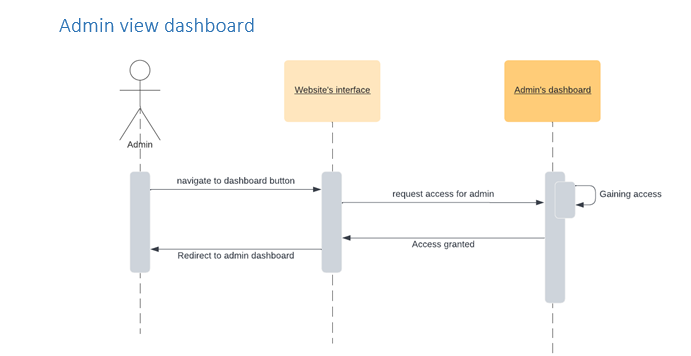 Admin view dashboard
Website's interface
Admin's dashboard
Admin
navigate to dashboard button
request access for admin
Gaining access
Access granted
Redirect to admin dashboard